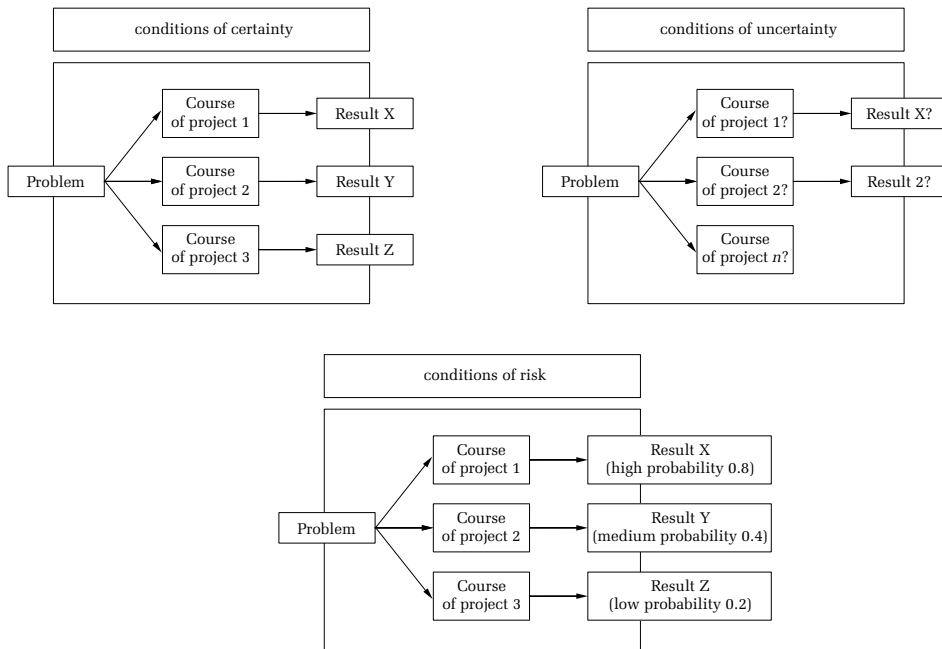 conditions of certainty
Problem
Course
of project 1
Result X
Course
of project 2
Result Y
Course
of project 3
Result Z
conditions of uncertainty
Problem
Course
of project 1?
Result X?
Course
of project 2?
Result 2?
Course
of project n?
conditions of risk
Problem
Course
of project 1
Result X
(high probability 0.8)
Course
of project 2
Result Y
(medium probability 0.4)
Course
of project 3
Result Z
(low probability 0.2)